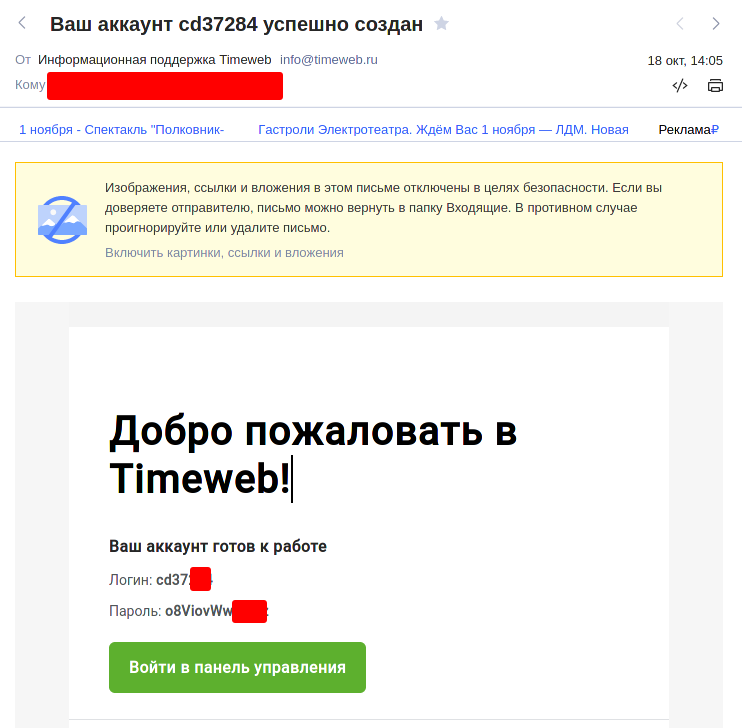 Ваш аккаунт cd37284 успешно создан
От Информационная поддержка Timeweb info@timeweb.ru
18 окт, 14:05
Кому
1 ноября - Спектакль "Полковник-
Гастроли Электротеатра. Ждём Вас 1 ноября — ЛДМ. Новая
Реклама₽
Изображения, ссылки и вложения в этом письме отключены в целях безопасности. Если вы
доверяете отправителю, письмо можно вернуть в папку Входящие. В противном случае
проигнорируйте или удалите письмо.
Включить картинки, ссылки и вложения
Добро пожаловать в
Timeweb!
Ваш аккаунт готов к работе
Логин: cd37
Пароль: o8ViovWw
Войти в панель управления